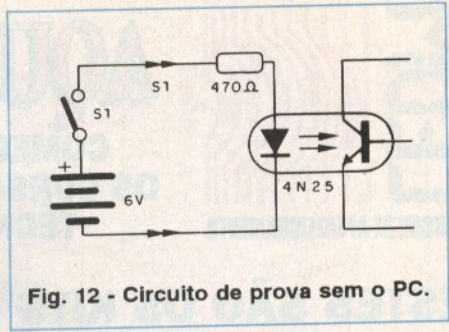 S1
S1
470Ω
+
6V
4N25
Fig. 12 - Circuito de prova sem o PC.